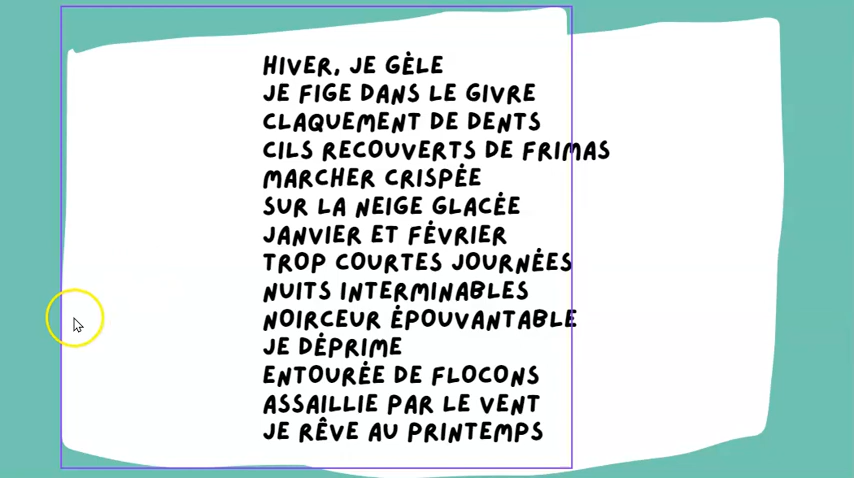 HIVER, JE GÈLE
JE FIGE DANS LE GIVRE
CLAQUEMENT DE DENTS
CILS RECOUVERTS DE FRIMAS
MARCHER CRISPÉE
SUR LA NEIGE GLACÉE
JANVIER ET FÉVRIER
TROP COURTES JOURNÉES
NUITS INTERMINABLES
NOIRCEUR ÉPOUVANTABLE
JE DÉPRIME
ENTOURÉE DE FLOCONS
ASSAILLIE PAR LE VENT
JE RÊVE AU PRINTEMPS